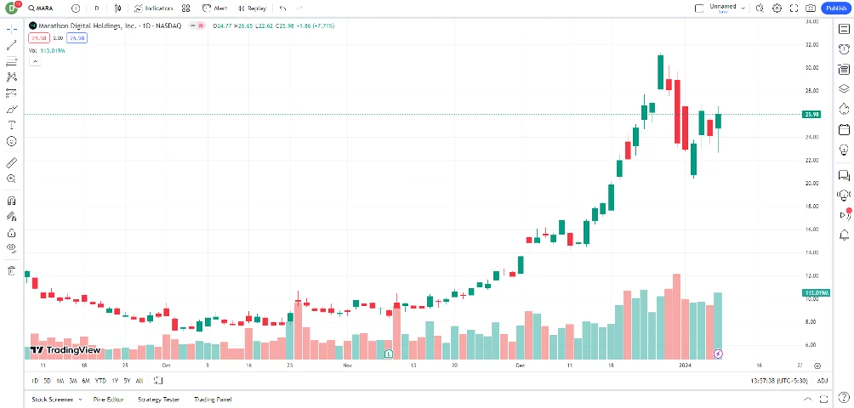 MARA D Indicators Alert Replay Unnamed Save Publish
Marathon Digital Holdings, Inc. · 1D · NASDAQ O24.77 H26.65 L22.62 C25.98 +1.86 (+7.71%)
25.98 0.00 25.98
Vol 113.019M
34.00
32.00
30.00
28.00
25.98
24.00
22.00
20.00
18.00
16.00
14.00
12.00
113.019M
10.00
8.00
6.00
TradingView
11 18 25 Oct 9 16 23 Nov 13 20 Dec 11 18 2024 16
1D 5D 1M 3M 6M YTD 1Y 5Y All 13:57:38 (UTC-5:30) ADJ
Stock Screener Pine Editor Strategy Tester Trading Panel